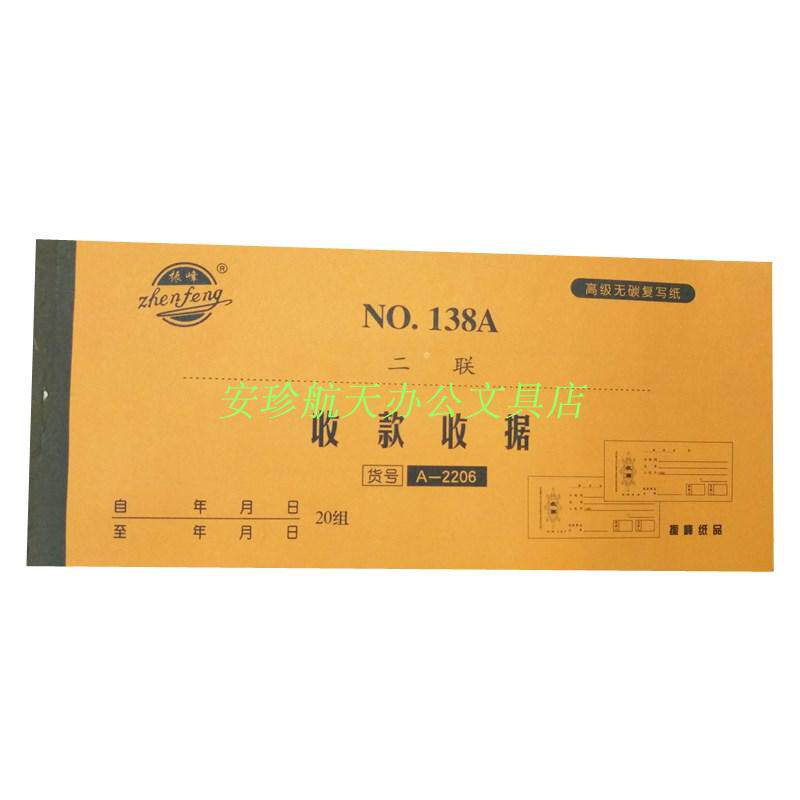 振峰
zhenfeng®
高级无碳复写纸
NO. 138A
二 联
安珍航天办公文具店
收 款 收 据
货号 A-2206
自 年 月 日
至 年 月 日
20组
振峰纸品